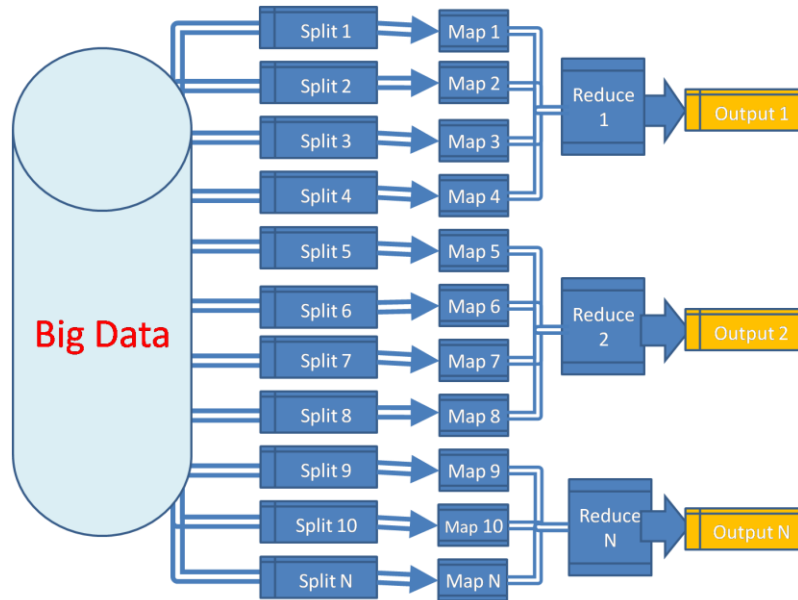 Big Data
Split 1
Map 1
Split 2
Map 2
Split 3
Map 3
Split 4
Map 4
Reduce
1
Output 1
Split 5
Map 5
Split 6
Map 6
Split 7
Map 7
Split 8
Map 8
Reduce
2
Output 2
Split 9
Map 9
Split 10
Map 10
Split N
Map N
Reduce
N
Output N